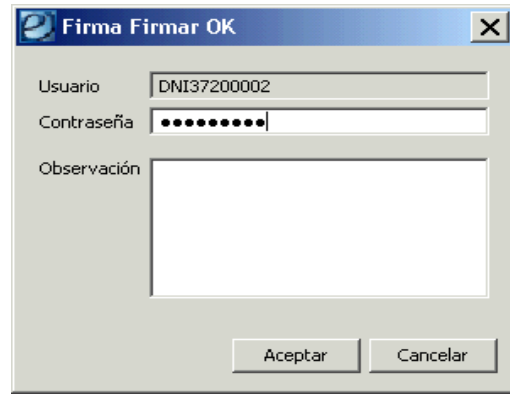 Firma Firmar OK
Usuario DNI37200002
Contraseña ●●●●●●●●●
Observación
Aceptar Cancelar